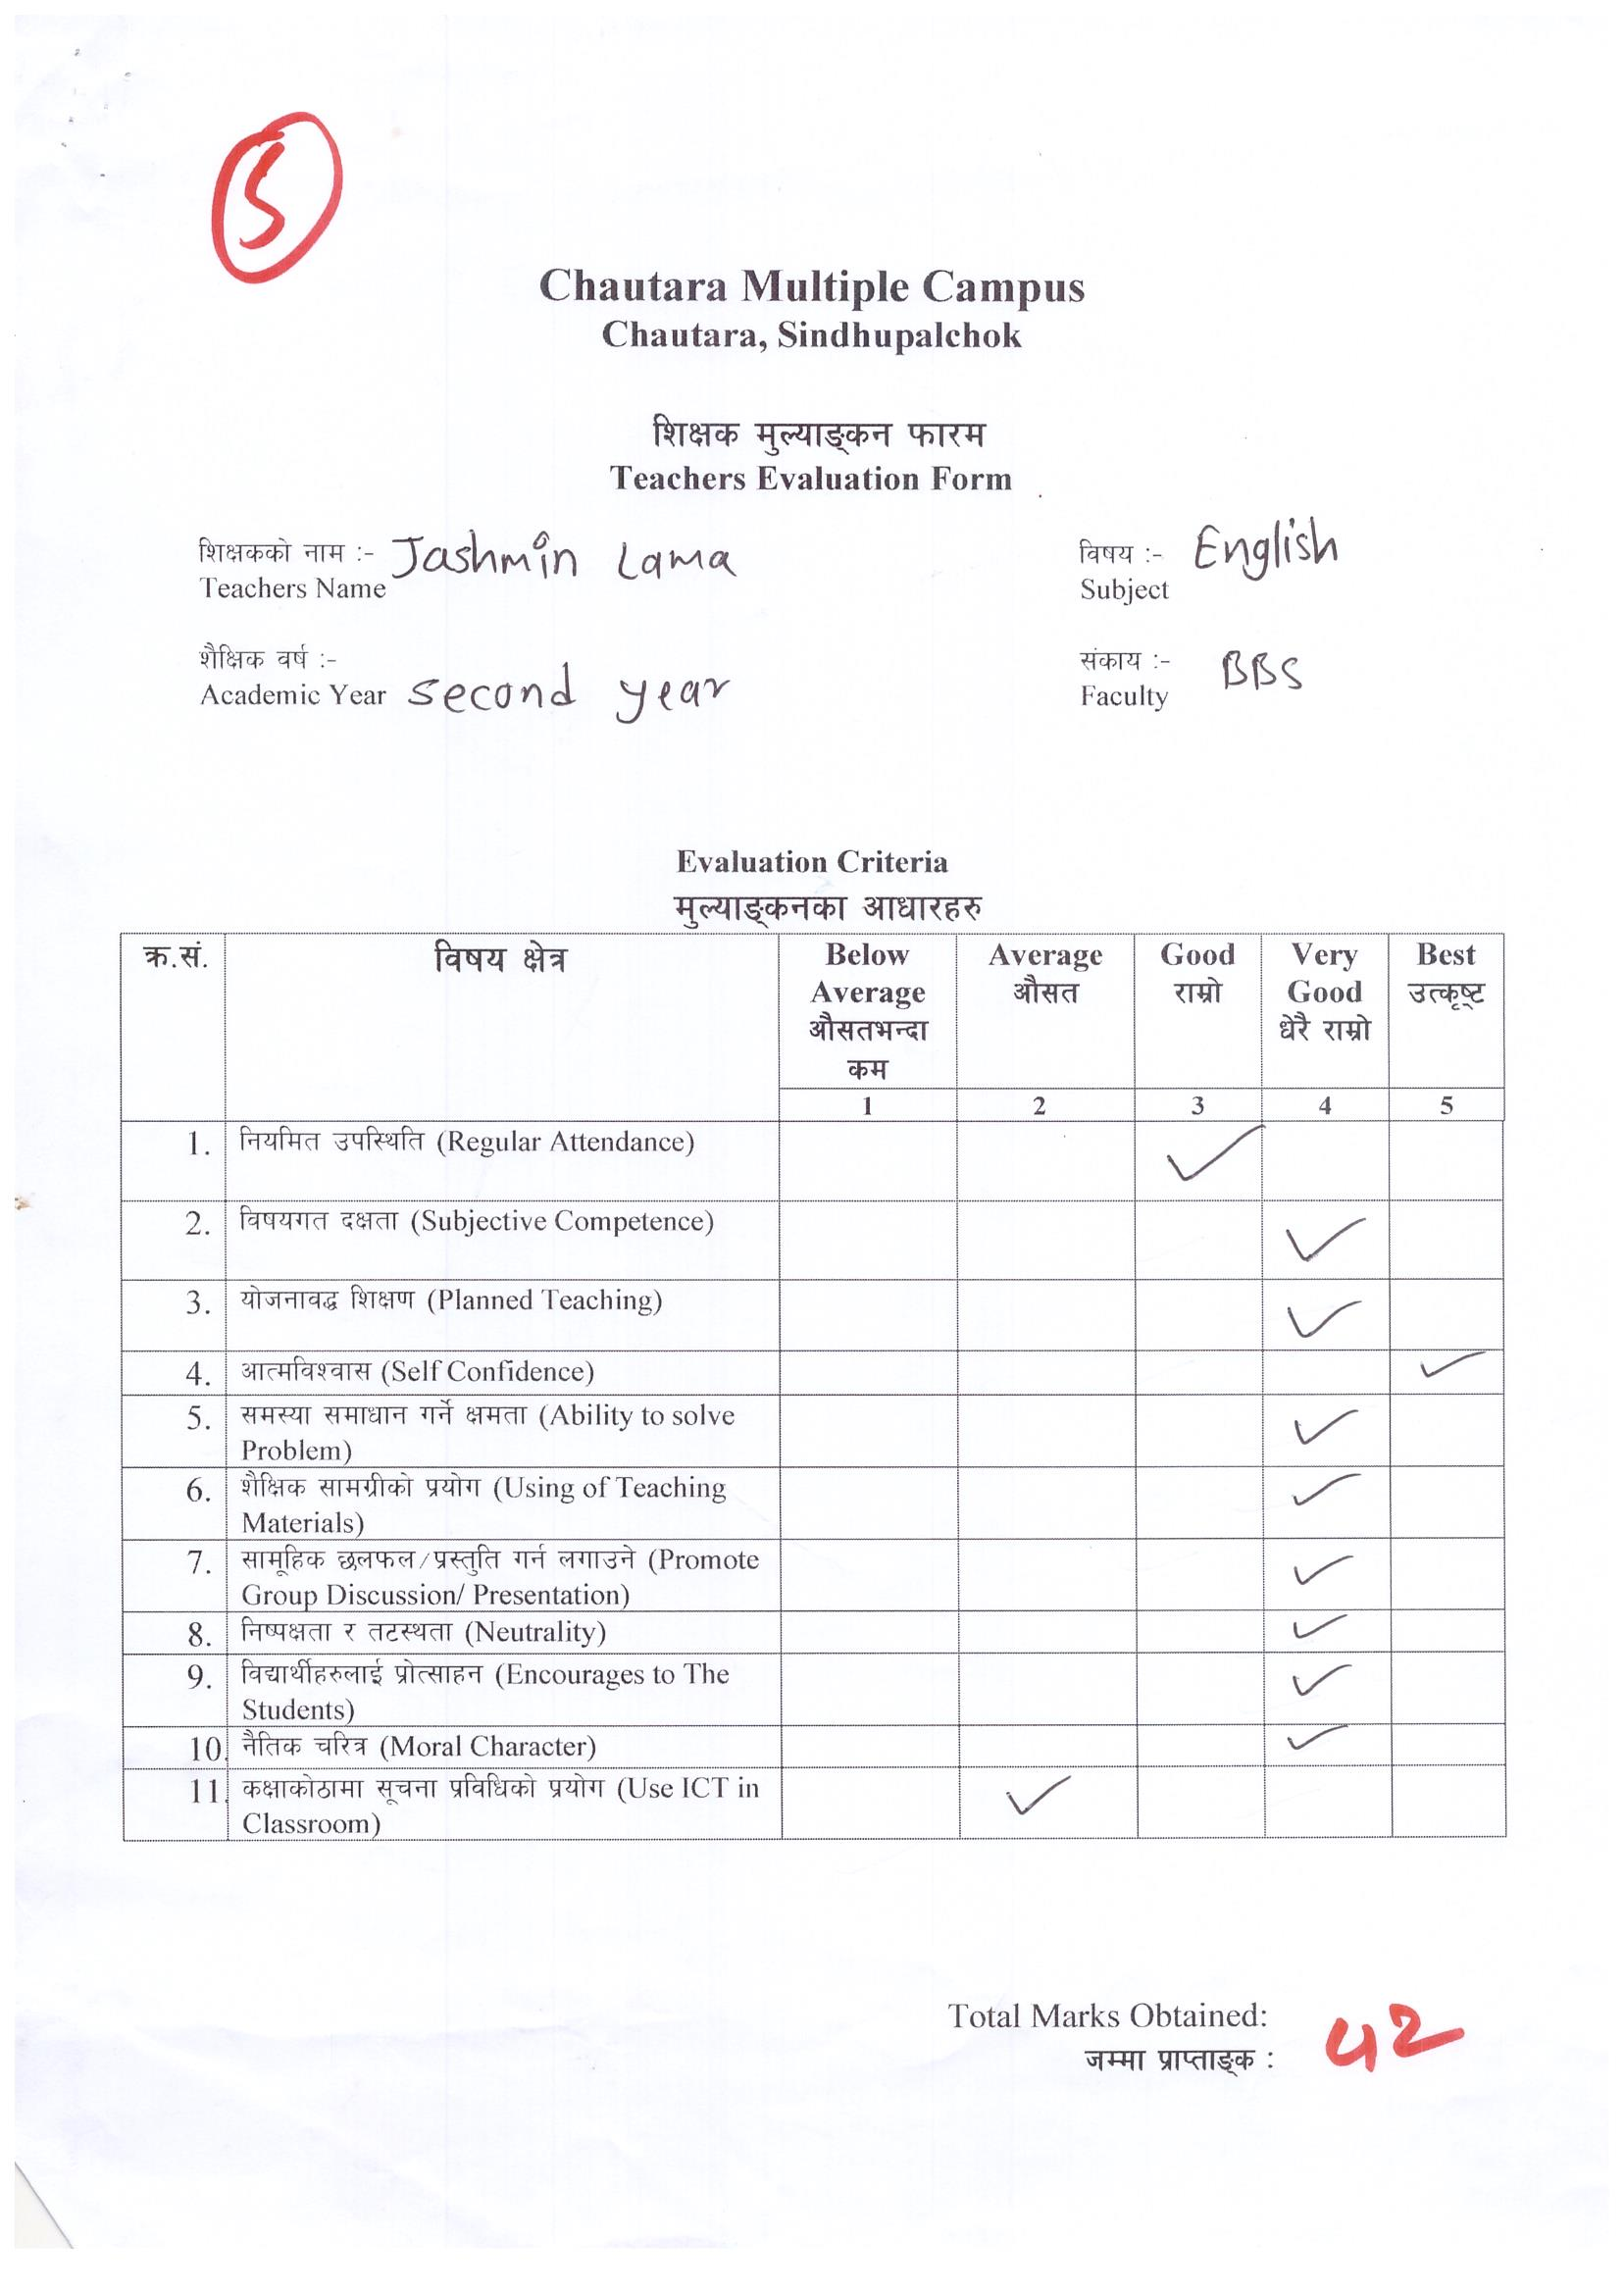 5
Chautara Multiple Campus
Chautara, Sindhupalchok
शिक्षक मुल्याङ्कन फारम
Teachers Evaluation Form
शिक्षकको नाम :- Jashmin Lama विषय :- English
Teachers Name Subject
शैक्षिक वर्ष :- संकाय :- BBS
Academic Year second year Faculty
Evaluation Criteria
मुल्याङ्कनका आधारहरु
क्र.सं. विषय क्षेत्र Below Average Good Very Best
Average औसत राम्रो Good उत्कृष्ट
औसतभन्दा धेरै राम्रो
कम
1 2 3 4 5
1. नियमित उपस्थिति (Regular Attendance) ✓
2. विषयगत दक्षता (Subjective Competence) ✓
3. योजनावद्ध शिक्षण (Planned Teaching) ✓
4. आत्मविश्वास (Self Confidence) ✓
5. समस्या समाधान गर्ने क्षमता (Ability to solve ✓
Problem)
6. शैक्षिक सामग्रीको प्रयोग (Using of Teaching ✓
Materials)
7. सामूहिक छलफल/प्रस्तुति गर्न लगाउने (Promote ✓
Group Discussion/ Presentation)
8. निष्पक्षता र तटस्थता (Neutrality) ✓
9. विद्यार्थीहरुलाई प्रोत्साहन (Encourages to The ✓
Students)
10. नैतिक चरित्र (Moral Character) ✓
11. कक्षाकोठामा सूचना प्रविधिको प्रयोग (Use ICT in ✓
Classroom)
Total Marks Obtained: 42
जम्मा प्राप्ताङ्क :